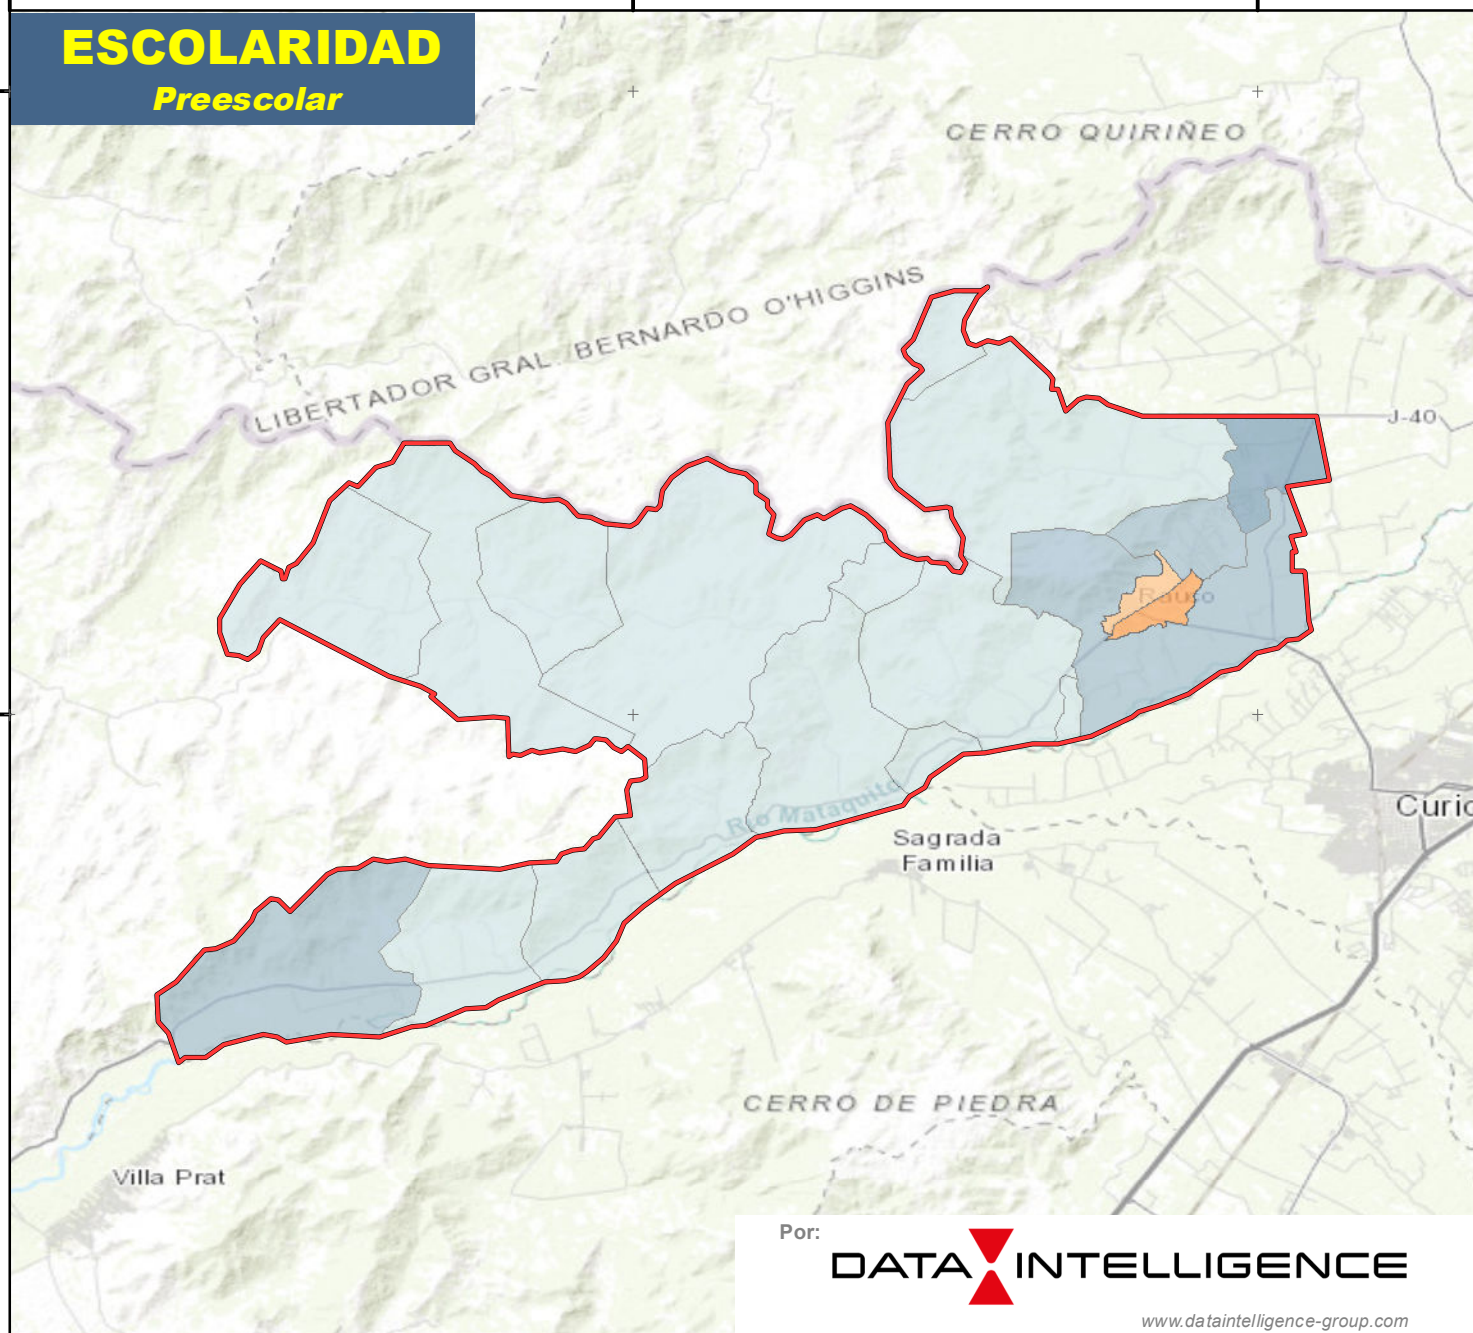 ESCOLARIDAD
Preescolar
CERRO QUIRIÑEO
LIBERTADOR GRAL. BERNARDO O'HIGGINS
J-40
Rauco
Río Mataquito
Sagrada
Familia
Curic
CERRO DE PIEDRA
Villa Prat
Por:
DATA INTELLIGENCE
www.dataintelligence-group.com